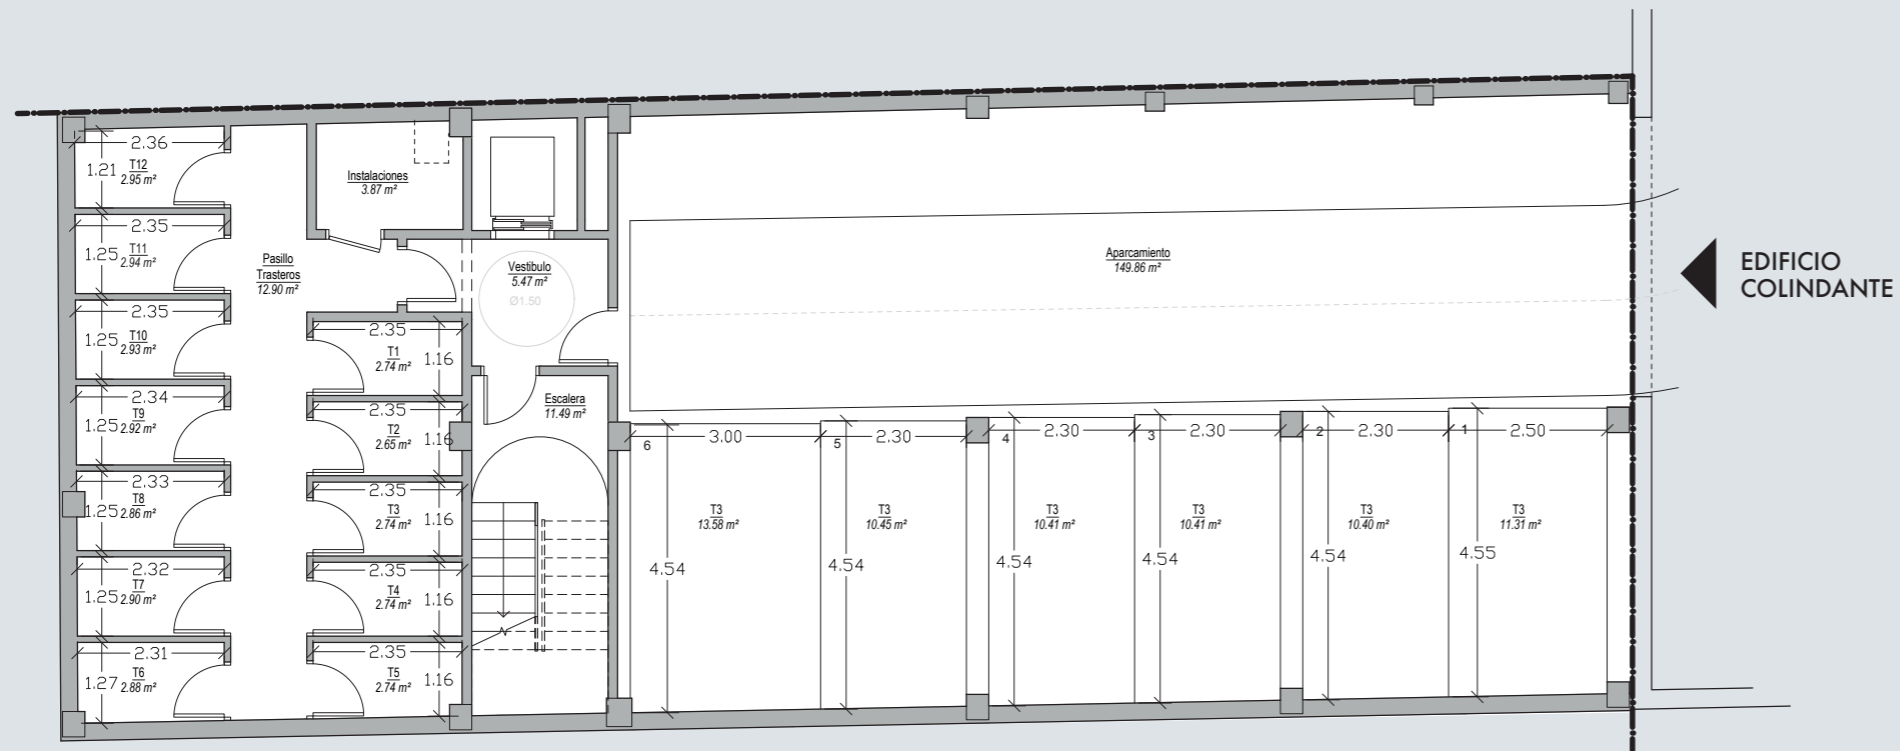 2.36
1.21
T12
2.95 m²
2.35
1.25
T11
2.94 m²
2.35
1.25
T10
2.93 m²
2.34
1.25
T9
2.92 m²
2.33
1.25
T8
2.86 m²
2.32
1.25
T7
2.90 m²
2.31
1.27
T6
2.88 m²
Pasillo
Trasteros
12.90 m²
Instalaciones
3.87 m²
Vestíbulo
5.47 m²
Ø1.50
2.35
T1
2.74 m²
1.16
2.35
T2
2.65 m²
1.16
2.35
T3
2.74 m²
1.16
2.35
T4
2.74 m²
1.16
2.35
T5
2.74 m²
1.16
Escalera
11.49 m²
Aparcamiento
149.86 m²
EDIFICIO
COLINDANTE
6
3.00
T3
13.58 m²
4.54
5
2.30
T3
10.45 m²
4.54
4
2.30
T3
10.41 m²
4.54
3
2.30
T3
10.41 m²
4.54
2
2.30
T3
10.40 m²
4.54
1
2.50
T3
11.31 m²
4.55